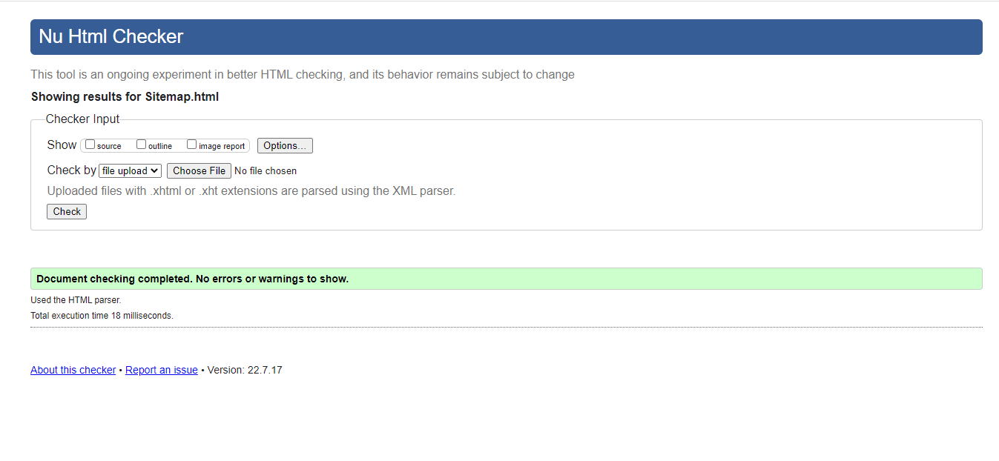 Nu Html Checker
This tool is an ongoing experiment in better HTML checking, and its behavior remains subject to change
Showing results for Sitemap.html
Checker Input
Show source outline image report Options...
Check by file upload Choose File No file chosen
Uploaded files with .xhtml or .xht extensions are parsed using the XML parser.
Check
Document checking completed. No errors or warnings to show.
Used the HTML parser.
Total execution time 18 milliseconds.
About this checker • Report an issue • Version: 22.7.17